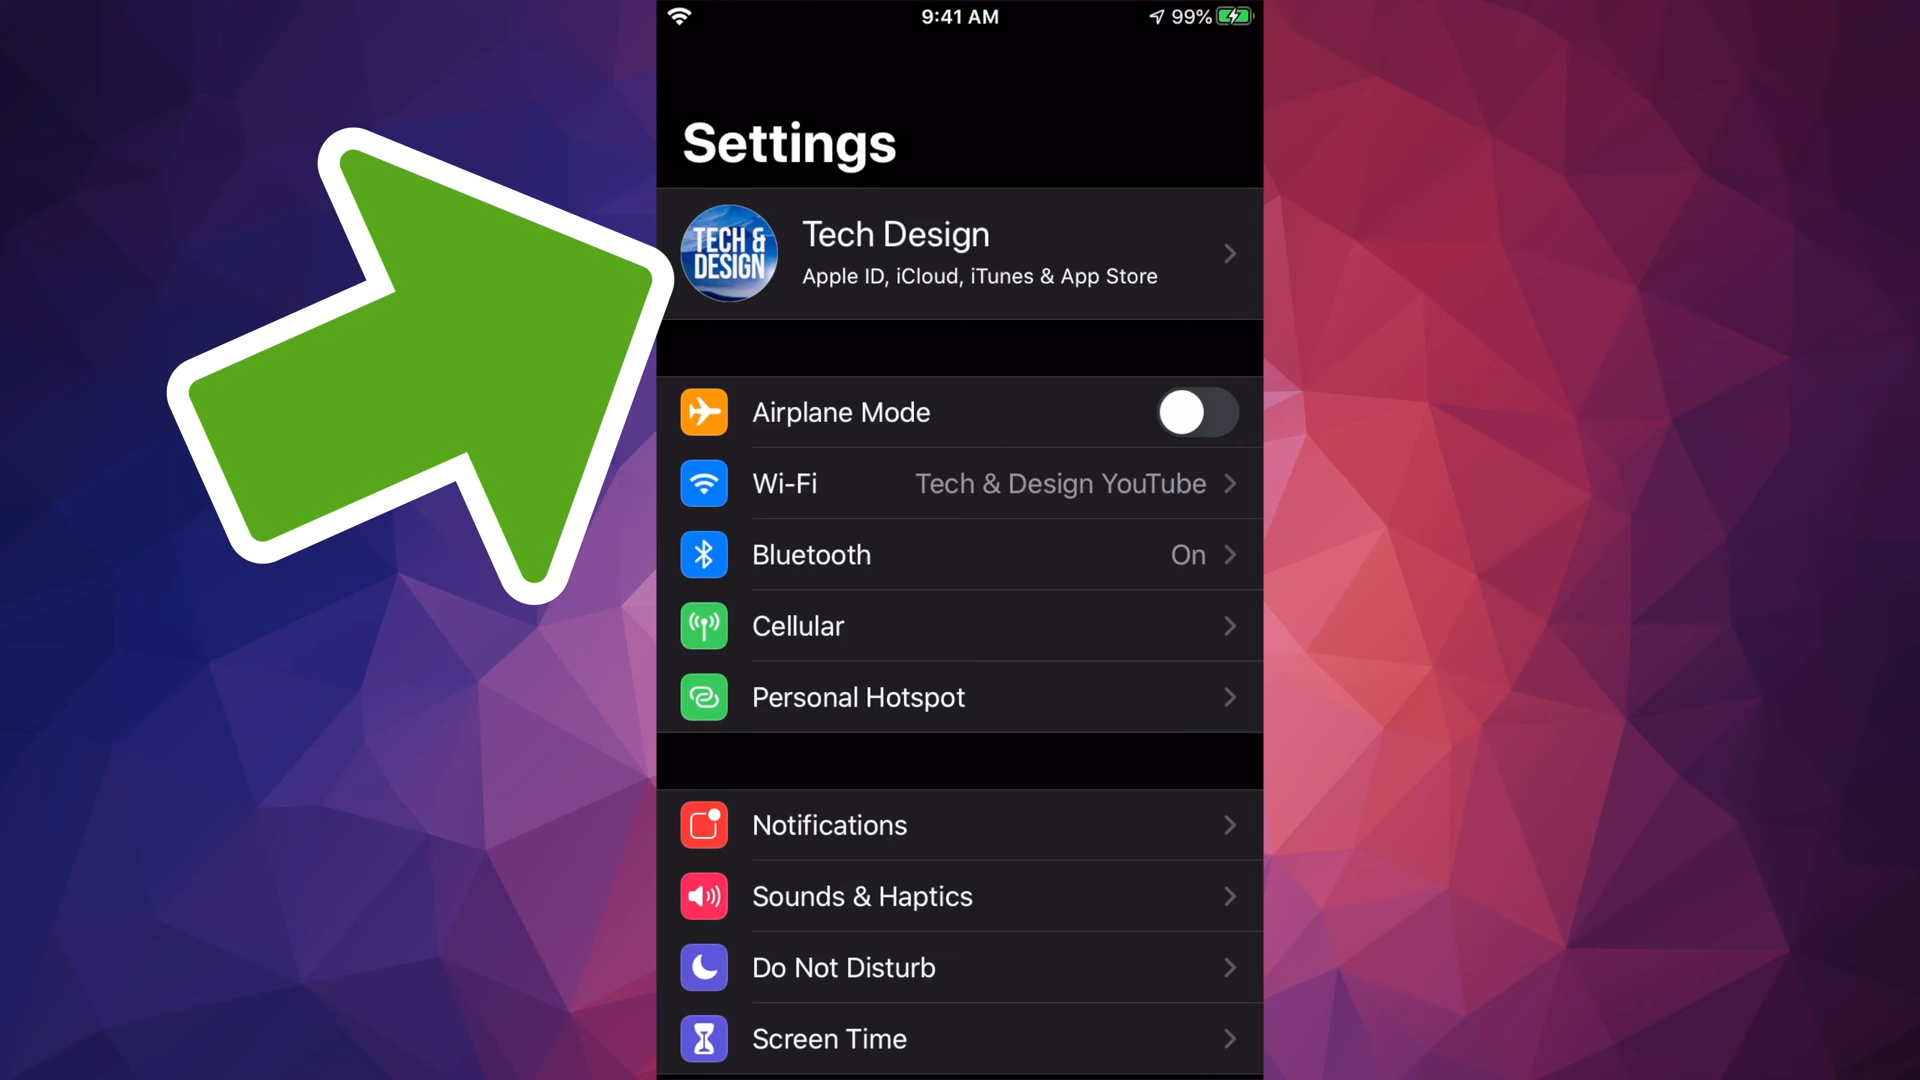 9:41 AM
99%
Settings
TECH &
DESIGN
Tech Design
Apple ID, iCloud, iTunes & App Store
Airplane Mode
Wi-Fi Tech & Design YouTube
Bluetooth On
Cellular
Personal Hotspot
Notifications
Sounds & Haptics
Do Not Disturb
Screen Time